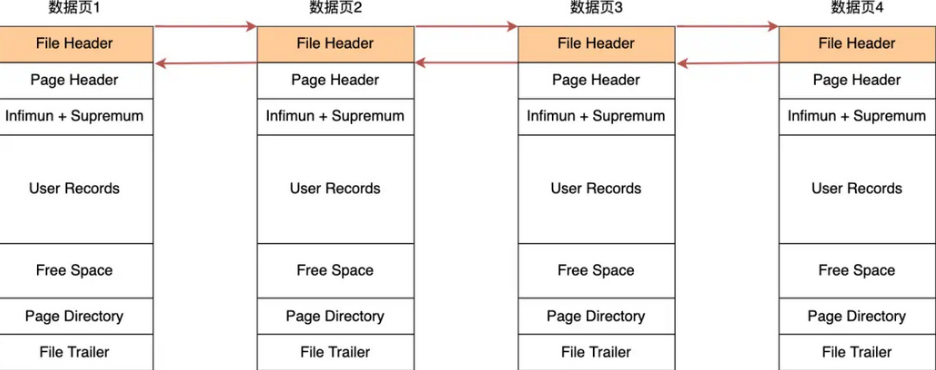 数据页1 数据页2 数据页3 数据页4
File Header File Header File Header File Header
Page Header Page Header Page Header Page Header
Infimun + Supremum Infimun + Supremum Infimun + Supremum Infimun + Supremum
User Records User Records User Records User Records
Free Space Free Space Free Space Free Space
Page Directory Page Directory Page Directory Page Directory
File Trailer File Trailer File Trailer File Trailer